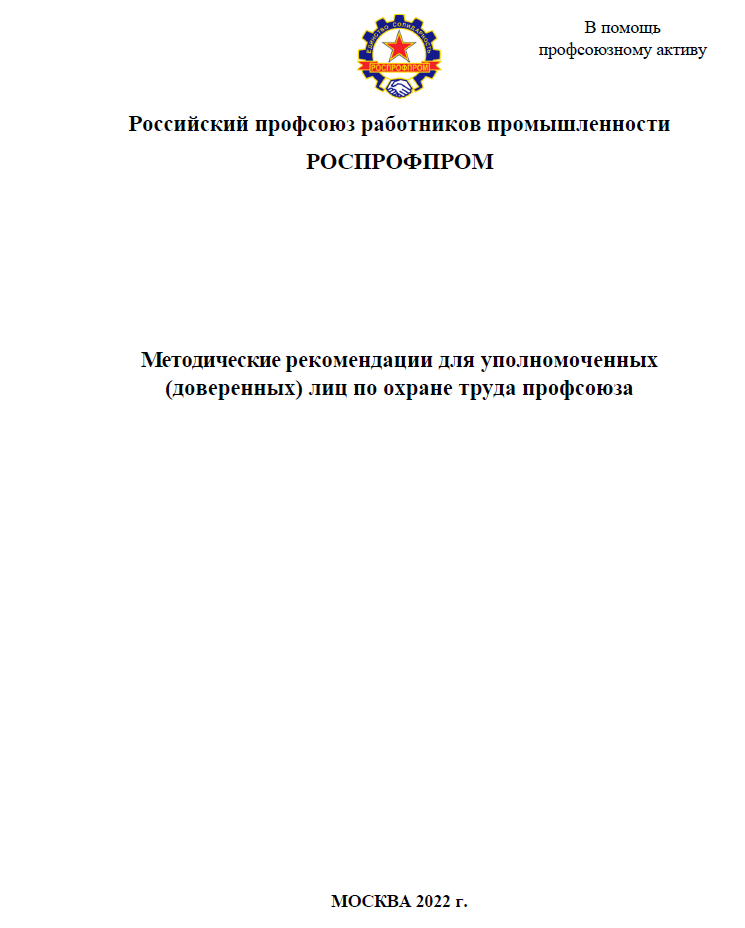 В помощь
профсоюзному активу
ЕДИНСТВО СОЛИДАРНОСТЬ
РОСПРОФПРОМ
Российский профсоюз работников промышленности
РОСПРОФПРОМ
Методические рекомендации для уполномоченных
(доверенных) лиц по охране труда профсоюза
МОСКВА 2022 г.